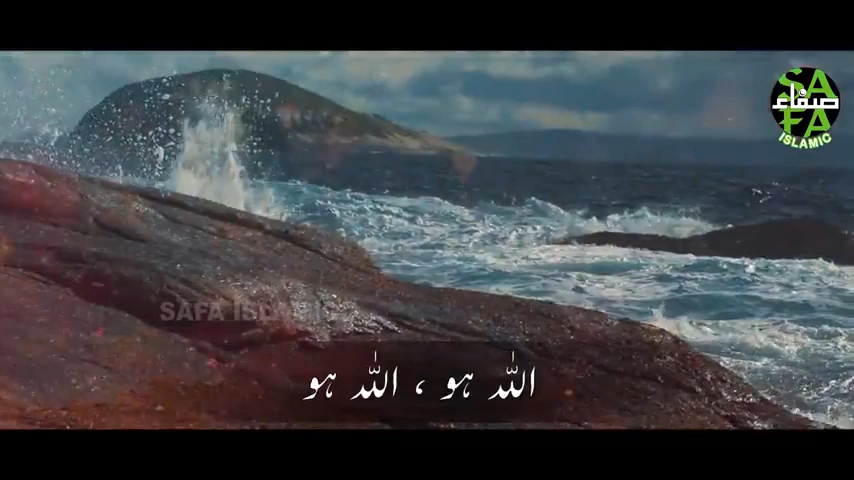 SAFA
صفاء
ISLAMIC
SAFA ISLAMIC
اللہ ہو ، اللہ ہو